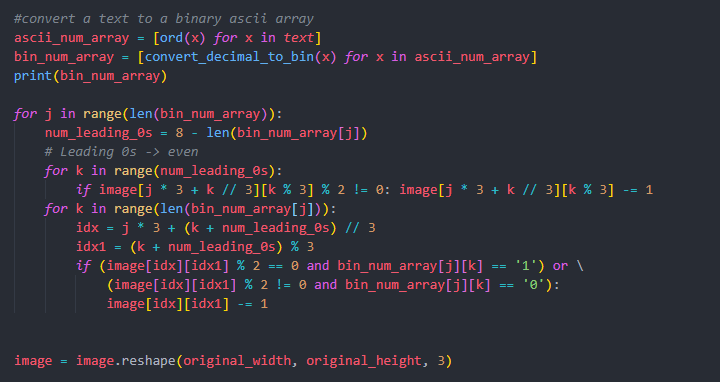 #convert a text to a binary ascii array
ascii_num_array = [ord(x) for x in text]
bin_num_array = [convert_decimal_to_bin(x) for x in ascii_num_array]
print(bin_num_array)

for j in range(len(bin_num_array)):
    num_leading_0s = 8 - len(bin_num_array[j])
    # Leading 0s -> even
    for k in range(num_leading_0s):
        if image[j * 3 + k // 3][k % 3] % 2 != 0: image[j * 3 + k // 3][k % 3] -= 1
    for k in range(len(bin_num_array[j])):
        idx = j * 3 + (k + num_leading_0s) // 3
        idx1 = (k + num_leading_0s) % 3
        if (image[idx][idx1] % 2 == 0 and bin_num_array[j][k] == '1') or \
            (image[idx][idx1] % 2 != 0 and bin_num_array[j][k] == '0'):
            image[idx][idx1] -= 1

image = image.reshape(original_width, original_height, 3)